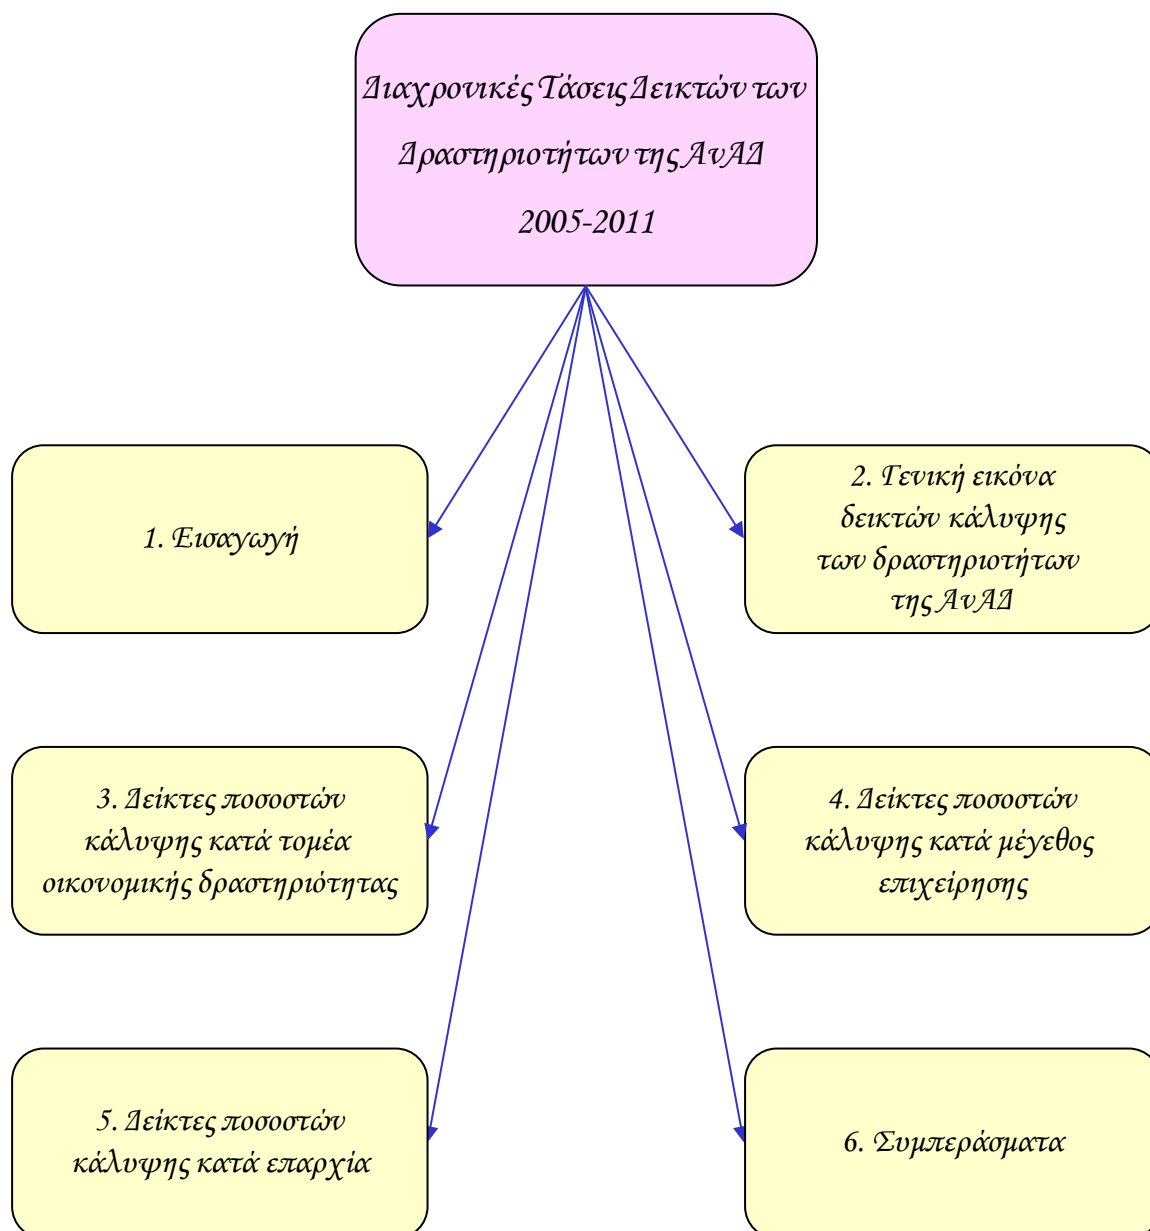 Διαχρονικές Τάσεις Δεικτών των
Δραστηριοτήτων της ΑνΑΔ
2005-2011
1. Εισαγωγή
2. Γενική εικόνα
δεικτών κάλυψης
των δραστηριοτήτων
της ΑνΑΔ
3. Δείκτες ποσοστών
κάλυψης κατά τομέα
οικονομικής δραστηριότητας
4. Δείκτες ποσοστών
κάλυψης κατά μέγεθος
επιχείρησης
5. Δείκτες ποσοστών
κάλυψης κατά επαρχία
6. Συμπεράσματα